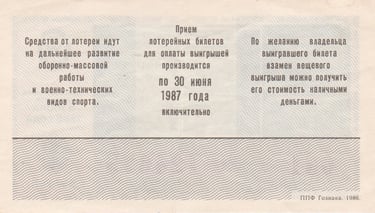 Средства от лотереи идут
на дальнейшее развитие
оборонно-массовой
работы
и военно-технических
видов спорта.
Прием
лотерейных билетов
для оплаты выигрышей
производится
по 30 июня
1987 года
включительно
По желанию владельца
выигравшего билета
взамен вещевого
выигрыша можно получить
его стоимость наличными
деньгами.
ППФ Гознака. 1986.